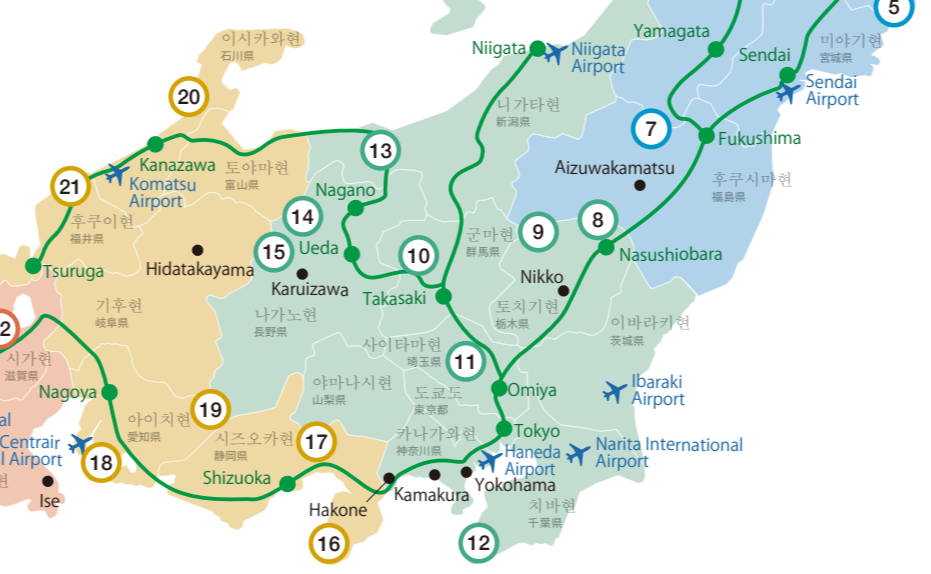 5
이시카와현
石川県
Niigata
Niigata
Airport
Yamagata
Sendai
미야기현
宮城県
Sendai
Airport
20
니가타현
新潟県
7
Fukushima
13
Kanazawa
토야마현
富山県
Aizuwakamatsu
21
Komatsu
Airport
Nagano
후쿠시마현
福島県
후쿠이현
福井県
14
군마현
群馬県
9
8
15
Ueda
10
Nasushiobara
Tsuruga
Hidatakayama
Karuizawa
Nikko
Takasaki
기후현
岐阜県
나가노현
長野県
토치기현
栃木県
이바라키현
茨城県
2
시가현
滋賀県
사이타마현
埼玉県
11
Nagoya
야마나시현
山梨県
도쿄도
東京都
Omiya
Ibaraki
Airport
19
아이치현
愛知県
시즈오카현
静岡県
17
카나가와현
神奈川県
Tokyo
al
Centrair
l Airport
18
Haneda
Airport
Narita International
Airport
현
県
Ise
Shizuoka
Hakone
Kamakura
Yokohama
치바현
千葉県
16
12